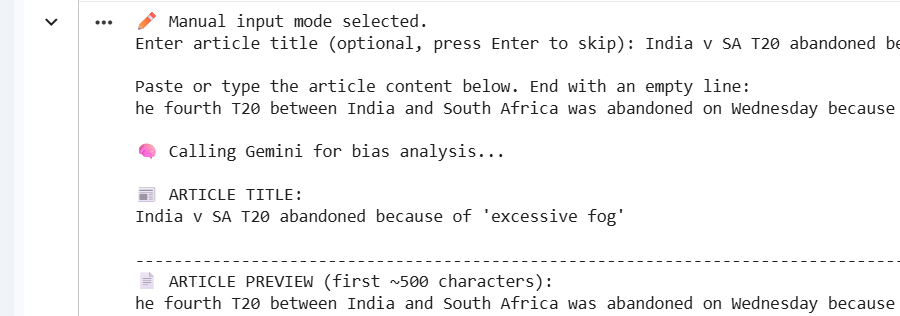 Manual input mode selected.
Enter article title (optional, press Enter to skip): India v SA T20 abandoned be
Paste or type the article content below. End with an empty line:
he fourth T20 between India and South Africa was abandoned on Wednesday because
Calling Gemini for bias analysis...
ARTICLE TITLE:
India v SA T20 abandoned because of 'excessive fog'
--------------------------------------------------------------------------------
ARTICLE PREVIEW (first ~500 characters):
he fourth T20 between India and South Africa was abandoned on Wednesday because